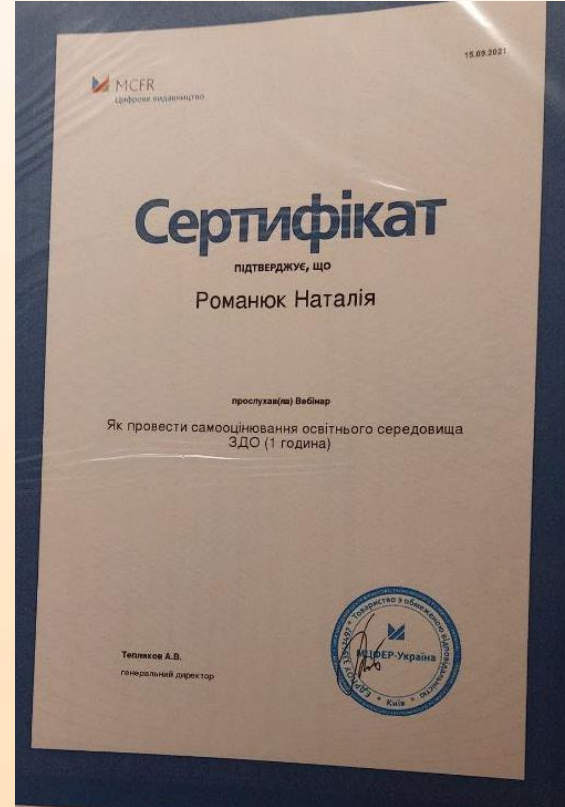 15.09.2021
MCFR
Цифрове видавництво
Сертифікат
ПІДТВЕРДЖУЄ, ЩО
Романюк Наталія
прослухав(ла) Вебінар
Як провести самооцінювання освітнього середовища
ЗДО (1 година)
Тепляков А.В.
генеральний директор
Товариство з обмеженою відповідальністю
МЦФЕР-Україна
Київ